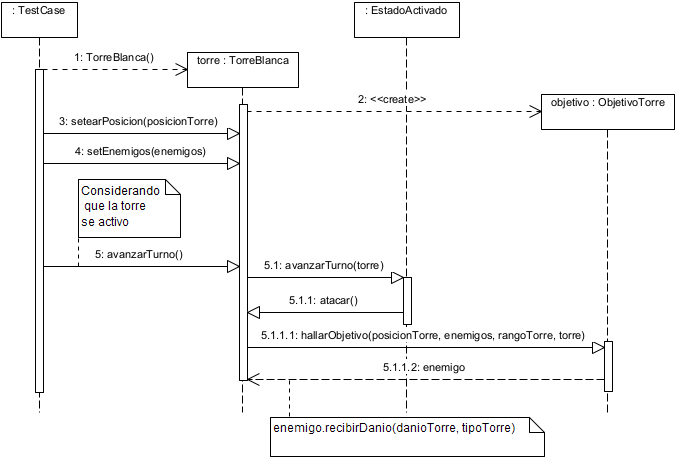 : TestCase
: EstadoActivado
1: TorreBlanca()
torre : TorreBlanca
2: <<create>>
objetivo : ObjetivoTorre
3: setearPosicion(posicionTorre)
4: setEnemigos(enemigos)
Considerando
que la torre
se activo
5: avanzarTurno()
5.1: avanzarTurno(torre)
5.1.1: atacar()
5.1.1.1: hallarObjetivo(posicionTorre, enemigos, rangoTorre, torre)
5.1.1.2: enemigo
enemigo.recibirDanio(danioTorre, tipoTorre)